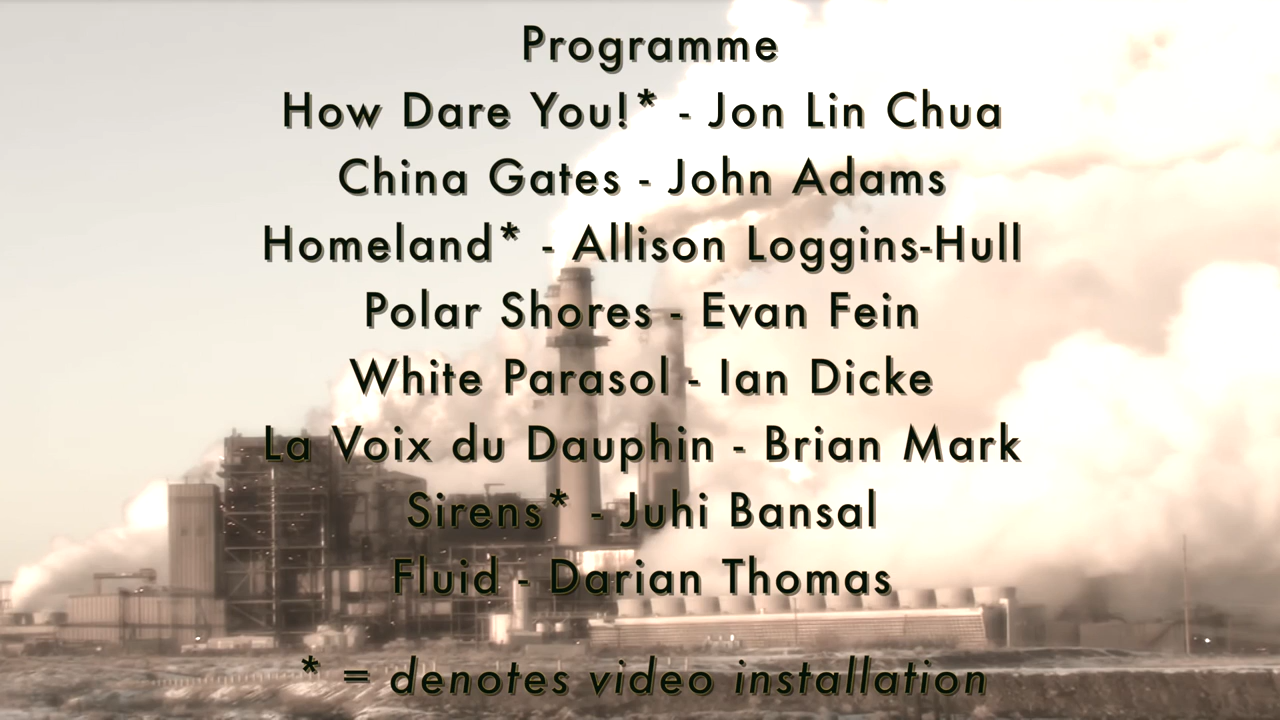 Programme
How Dare You!* - Jon Lin Chua
China Gates - John Adams
Homeland* - Allison Loggins-Hull
Polar Shores - Evan Fein
White Parasol - Ian Dicke
La Voix du Dauphin - Brian Mark
Sirens* - Juhi Bansal
Fluid - Darian Thomas
* = denotes video installation